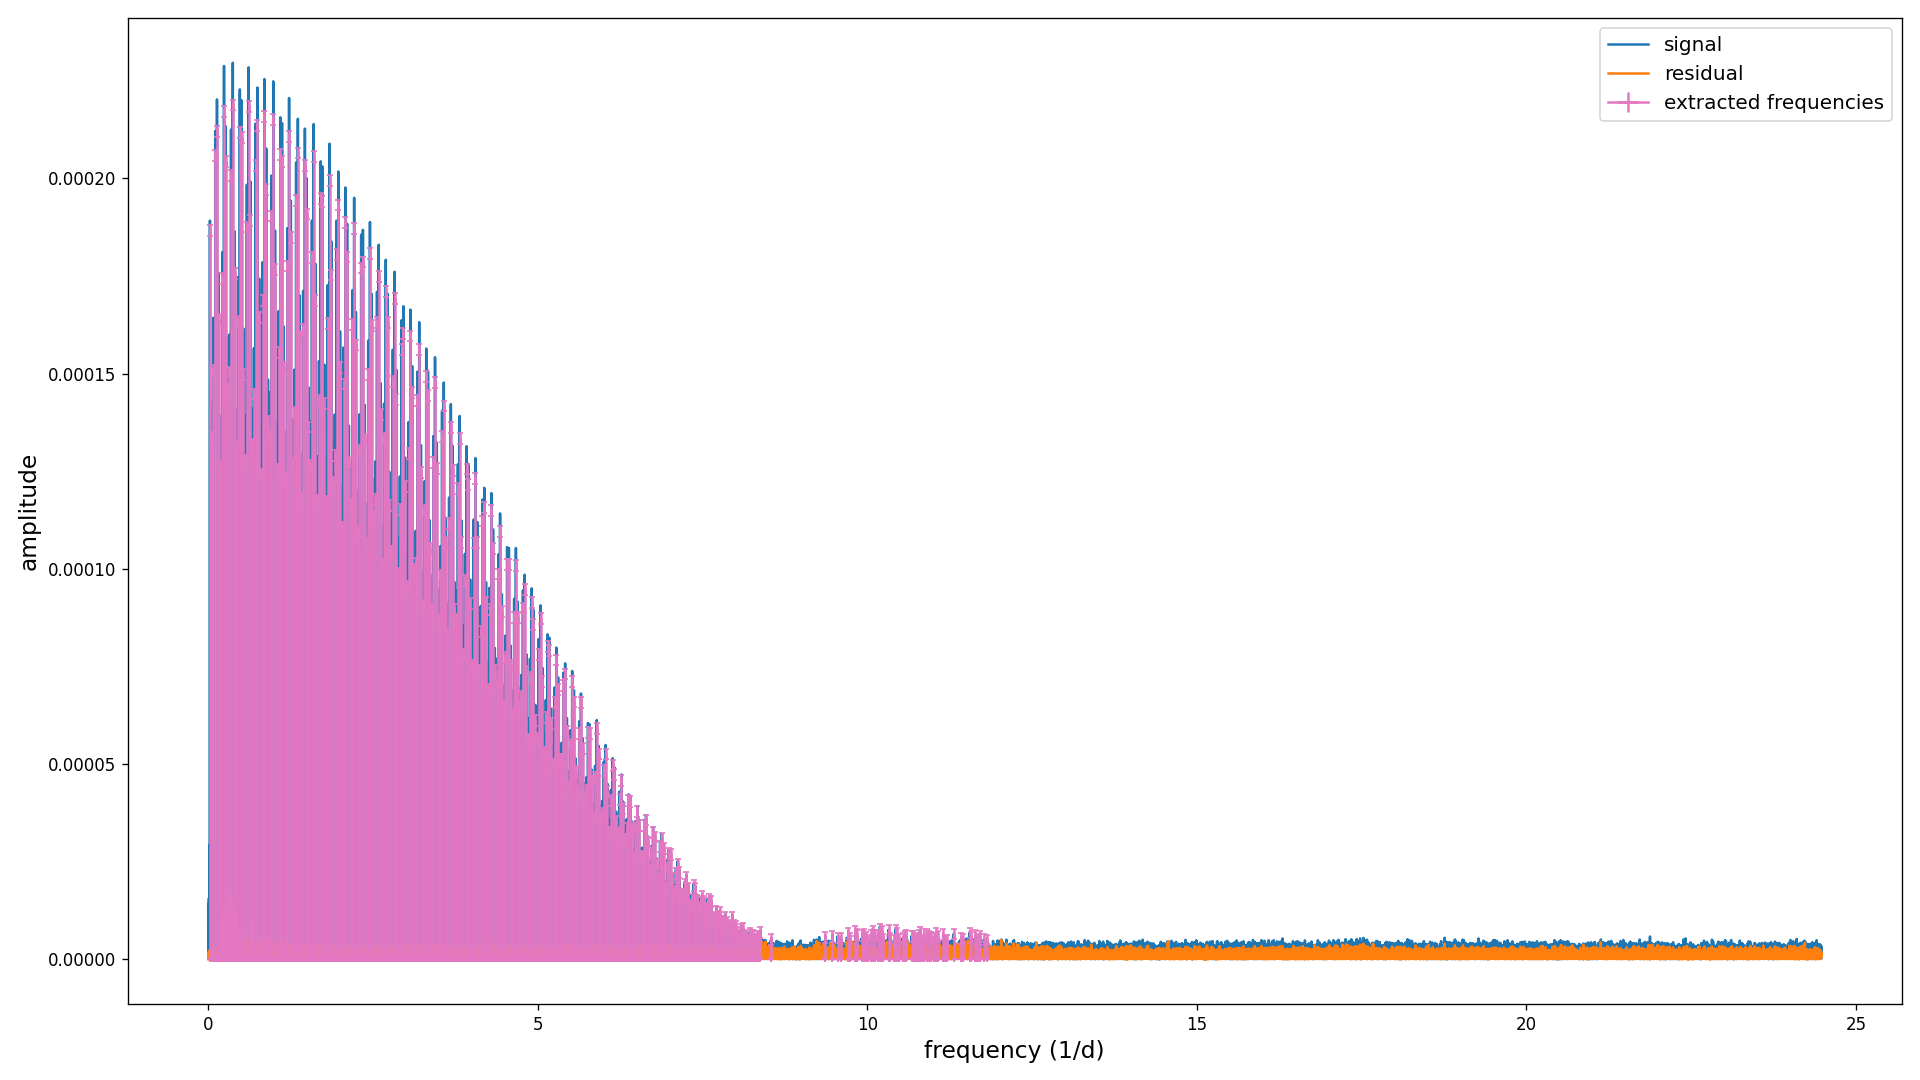 signal
residual
extracted frequencies
amplitude
0.00020
0.00015
0.00010
0.00005
0.00000
0
5
10
15
20
25
frequency (1/d)